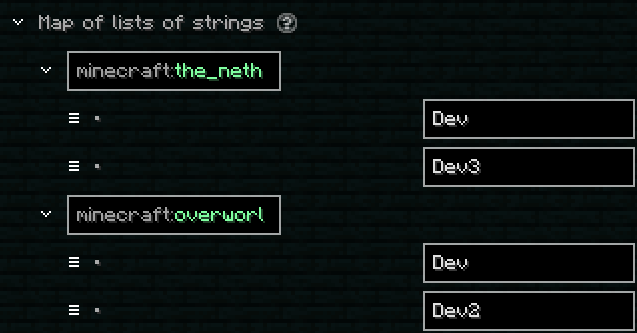 Map of lists of strings ?
minecraft:the_neth
Dev
Dev3
minecraft:overworl
Dev
Dev2